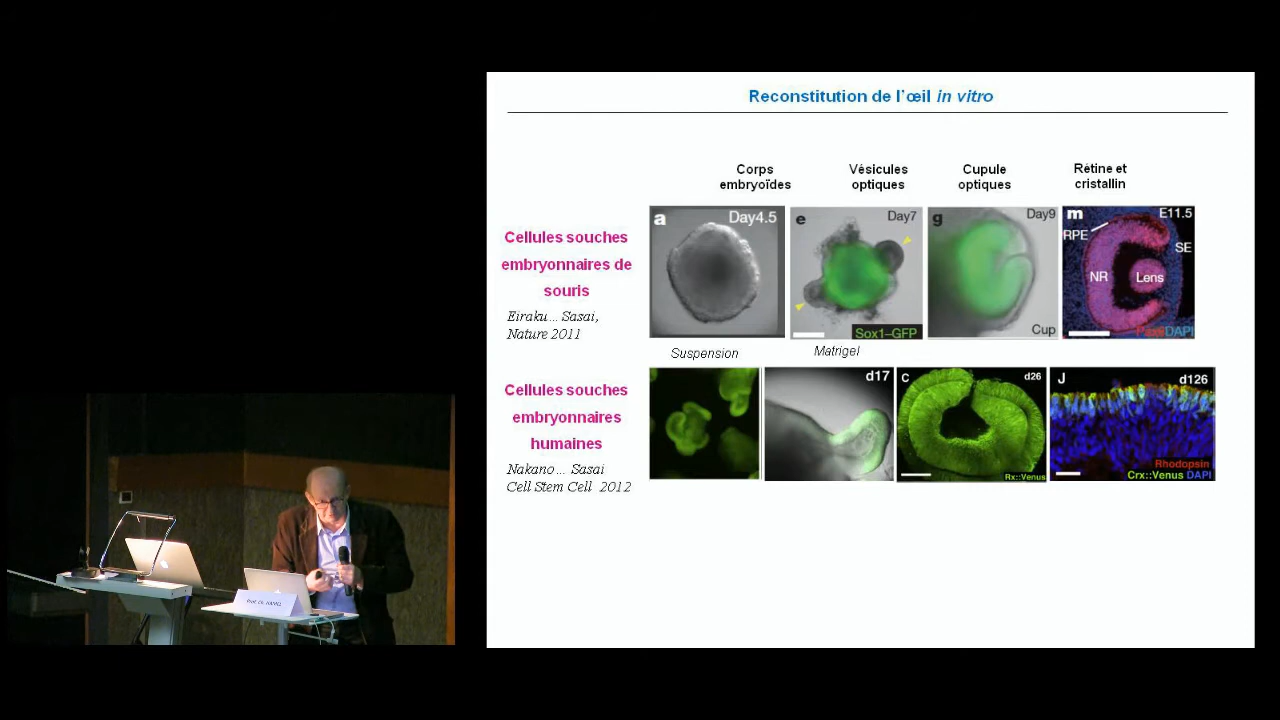 Reconstitution de l'œil in vitro
Corps
embryoïdes
Vésicules
optiques
Cupule
optiques
Rétine et
cristallin
Cellules souches
embryonnaires de
souris
Eiraku... Sasai,
Nature 2011
a
Day4.5
e
Day7
Sox1–GFP
g
Day9
Cup
m
E11.5
RPE
SE
NR
Lens
Pax6 DAPI
Suspension
Matrigel
Cellules souches
embryonnaires
humaines
Nakano... Sasai
Cell Stem Cell 2012
d17
C
d26
Rx::Venus
J
d126
Rhodopsin
Crx::Venus DAPI